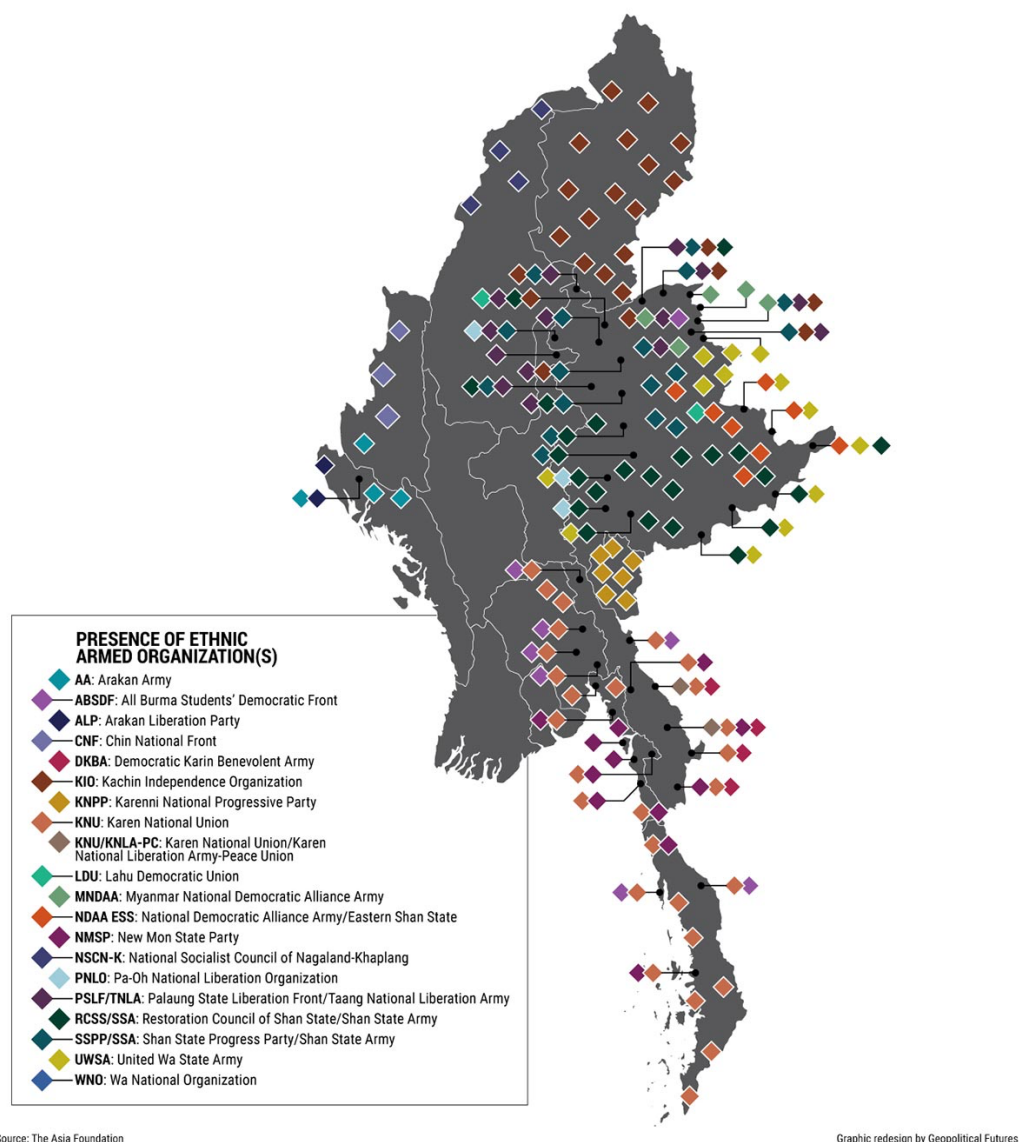 PRESENCE OF ETHNIC
ARMED ORGANIZATION(S)
AA: Arakan Army
ABSDF: All Burma Students' Democratic Front
ALP: Arakan Liberation Party
CNF: Chin National Front
DKBA: Democratic Karin Benevolent Army
KIO: Kachin Independence Organization
KNPP: Karenni National Progressive Party
KNU: Karen National Union
KNU/KNLA-PC: Karen National Union/Karen
National Liberation Army-Peace Union
LDU: Lahu Democratic Union
MNDAA: Myanmar National Democratic Alliance Army
NDAA ESS: National Democratic Alliance Army/Eastern Shan State
NMSP: New Mon State Party
NSCN-K: National Socialist Council of Nagaland-Khaplang
PNLO: Pa-Oh National Liberation Organization
PSLF/TNLA: Palaung State Liberation Front/Taang National Liberation Army
RCSS/SSA: Restoration Council of Shan State/Shan State Army
SSPP/SSA: Shan State Progress Party/Shan State Army
UWSA: United Wa State Army
WNO: Wa National Organization
Source: The Asia Foundation
Graphic redesign by Geopolitical Futures